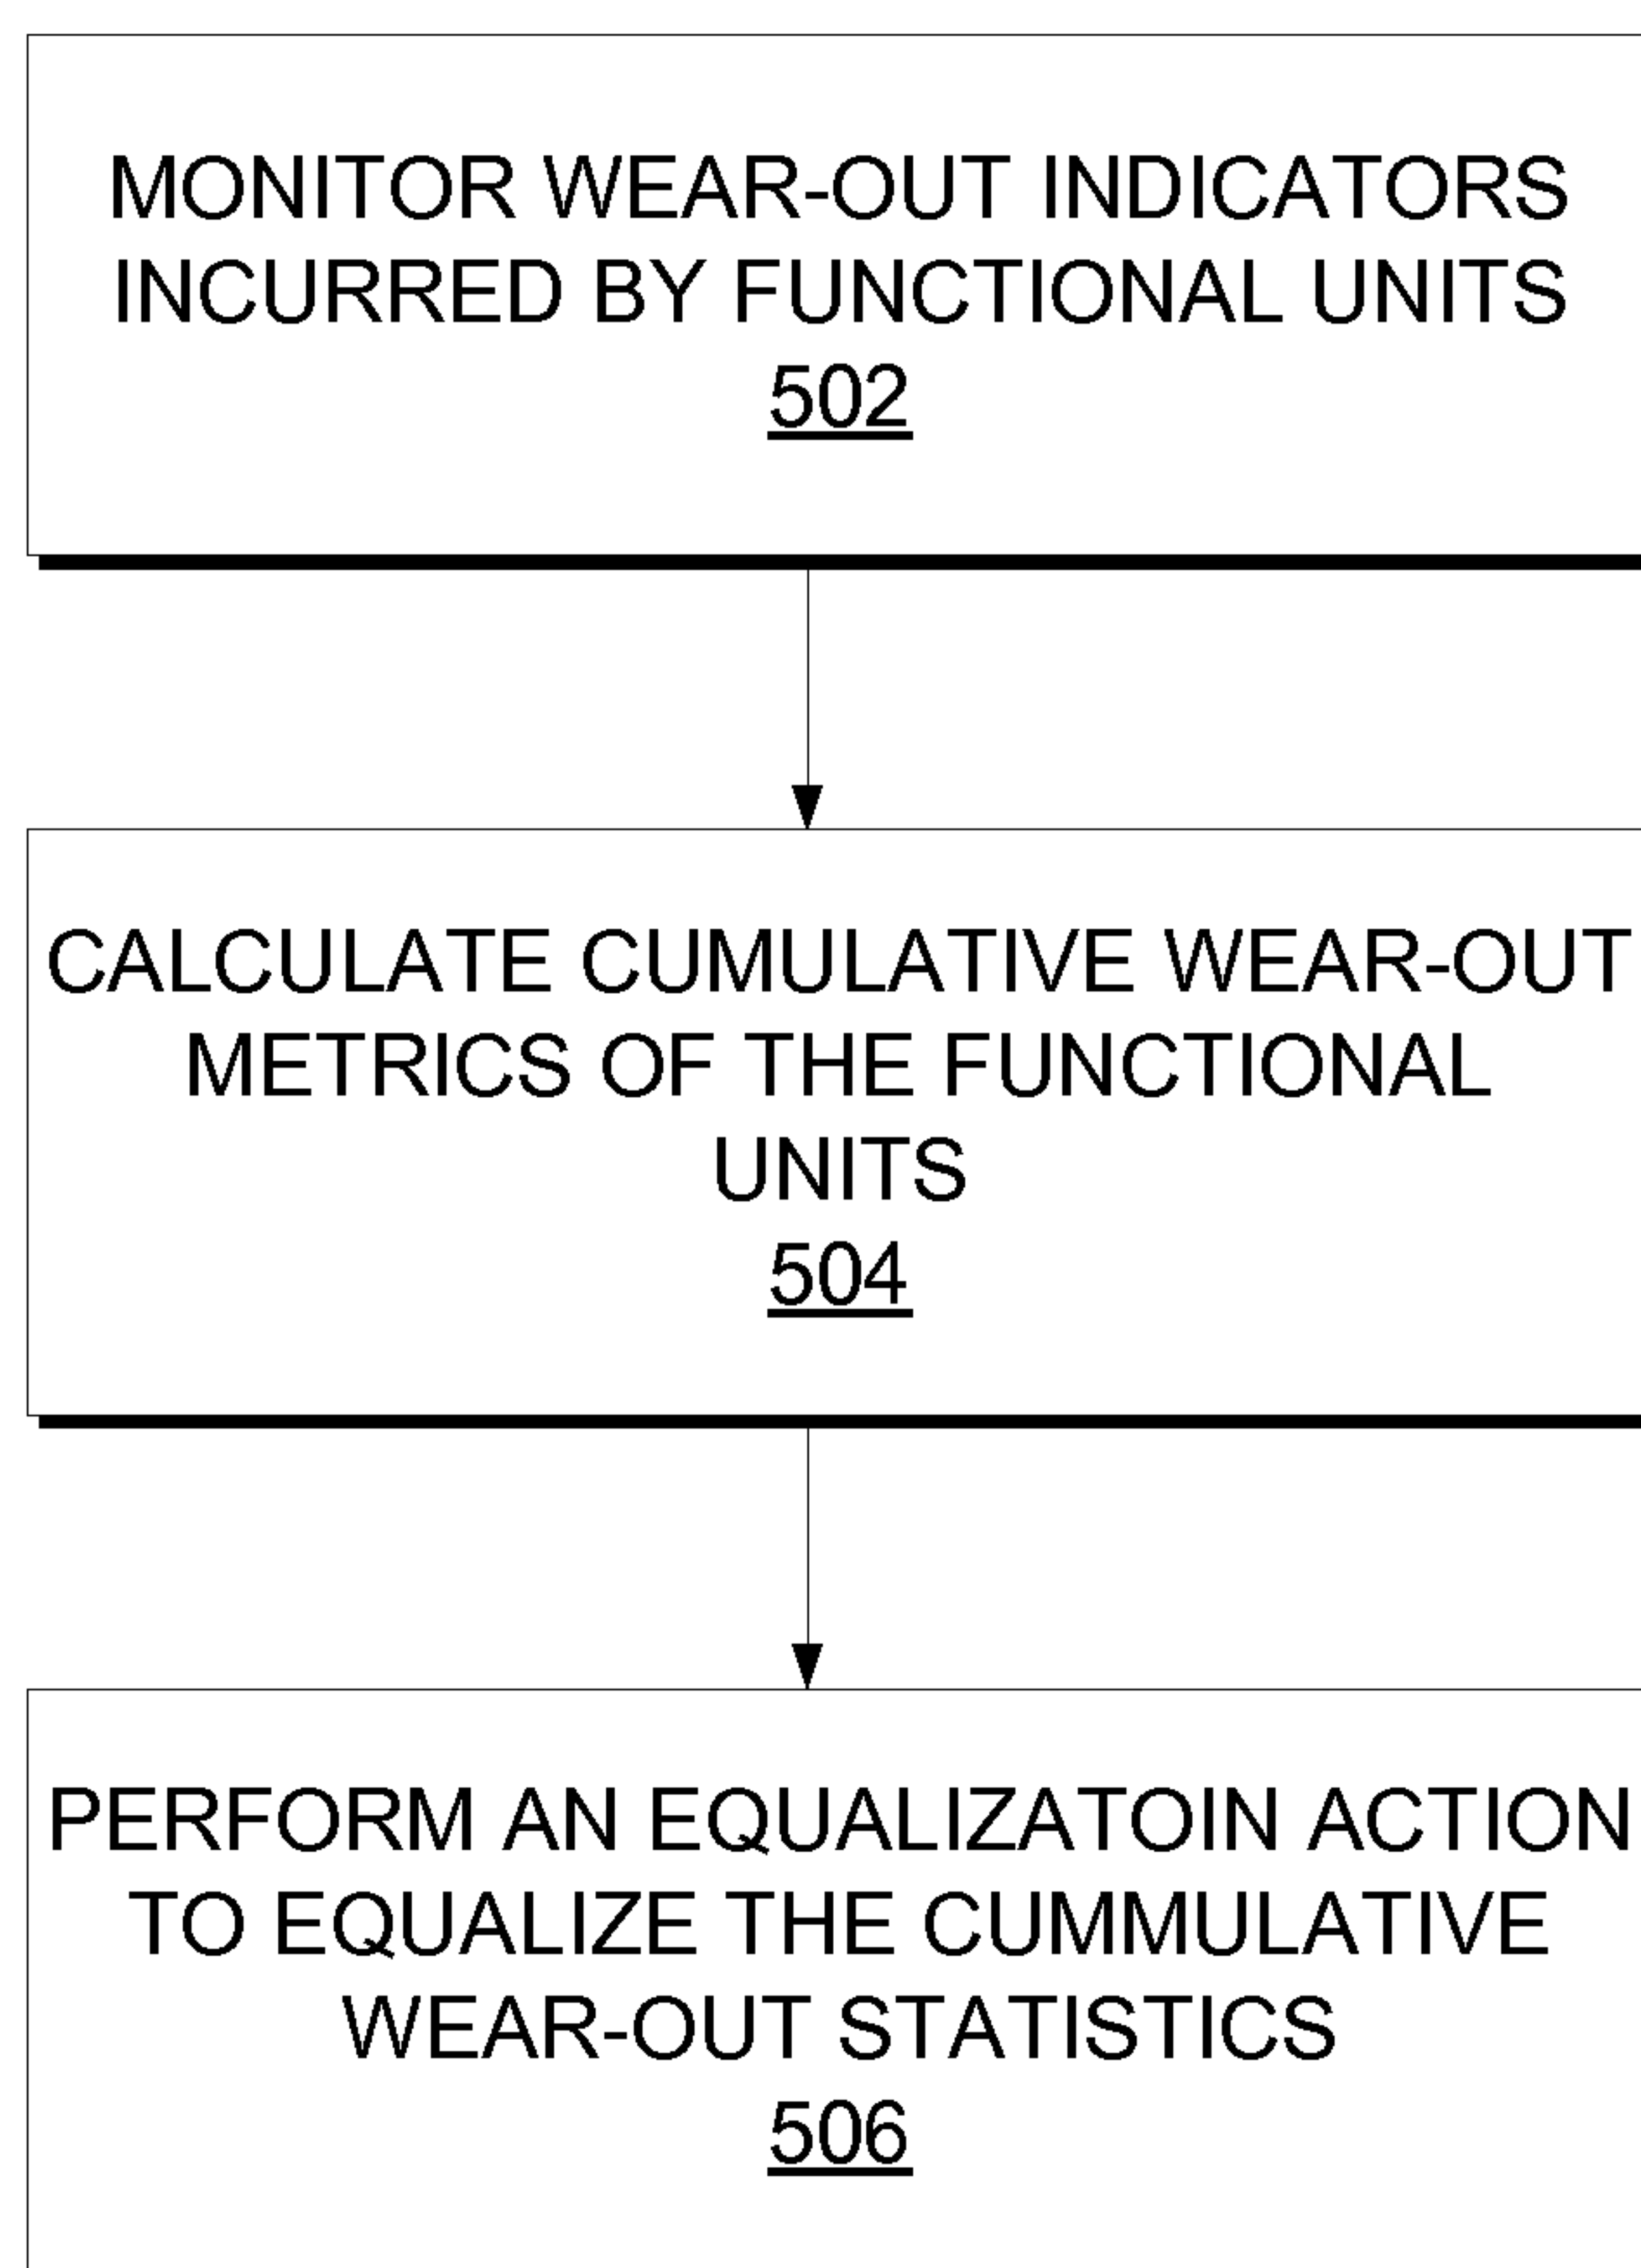 MONITOR WEAR-OUT INDICATORS
INCURRED BY FUNCTIONAL UNITS
502
CALCULATE CUMULATIVE WEAR-OUT
METRICS OF THE FUNCTIONAL
UNITS
504
PERFORM AN EQUALIZATOIN ACTION
TO EQUALIZE THE CUMMULATIVE
WEAR-OUT STATISTICS
506